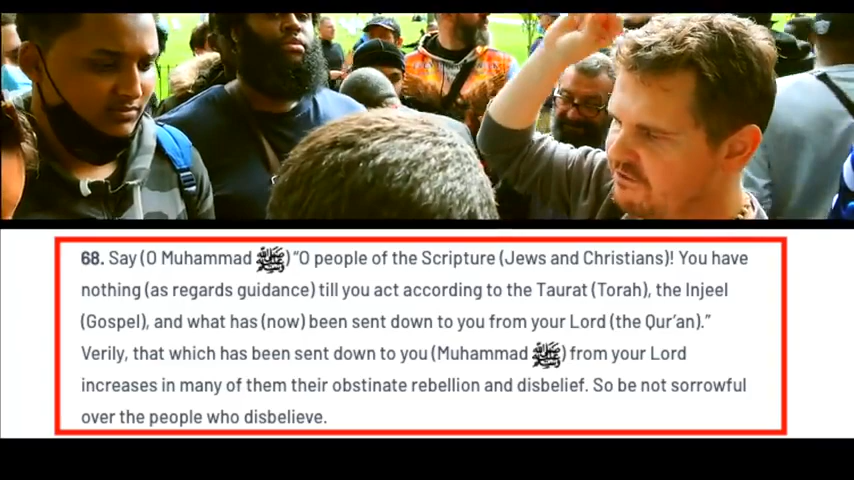 68. Say (O Muhammad ﷺ) "O people of the Scripture (Jews and Christians)! You have
nothing (as regards guidance) till you act according to the Taurat (Torah), the Injeel
(Gospel), and what has (now) been sent down to you from your Lord (the Qur'an)."
Verily, that which has been sent down to you (Muhammad ﷺ) from your Lord
increases in many of them their obstinate rebellion and disbelief. So be not sorrowful
over the people who disbelieve.